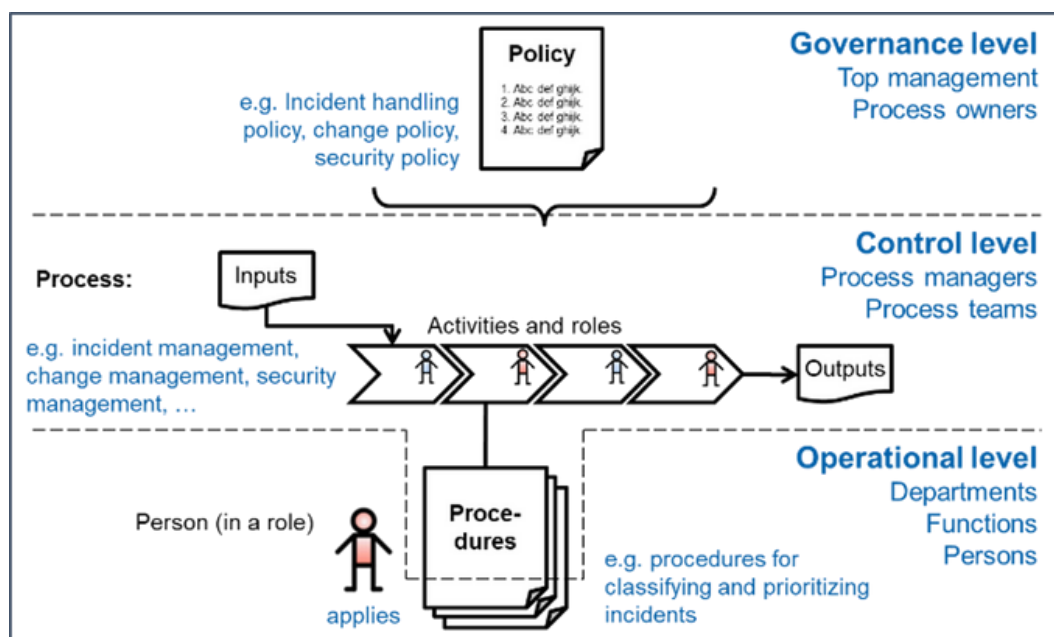 Policy
1. Abc def ghijk.
2. Abc def ghijk.
3. Abc def ghijk.
4 Abc def ghijk.
e.g. Incident handling
policy, change policy,
security policy
Governance level
Top management
Process owners
Control level
Process managers
Process teams
Process:
Inputs
Activities and roles
Outputs
e.g. incident management,
change management, security
management, …
Operational level
Departments
Functions
Persons
Person (in a role)
applies
Proce-
dures
e.g. procedures for
classifying and prioritizing
incidents